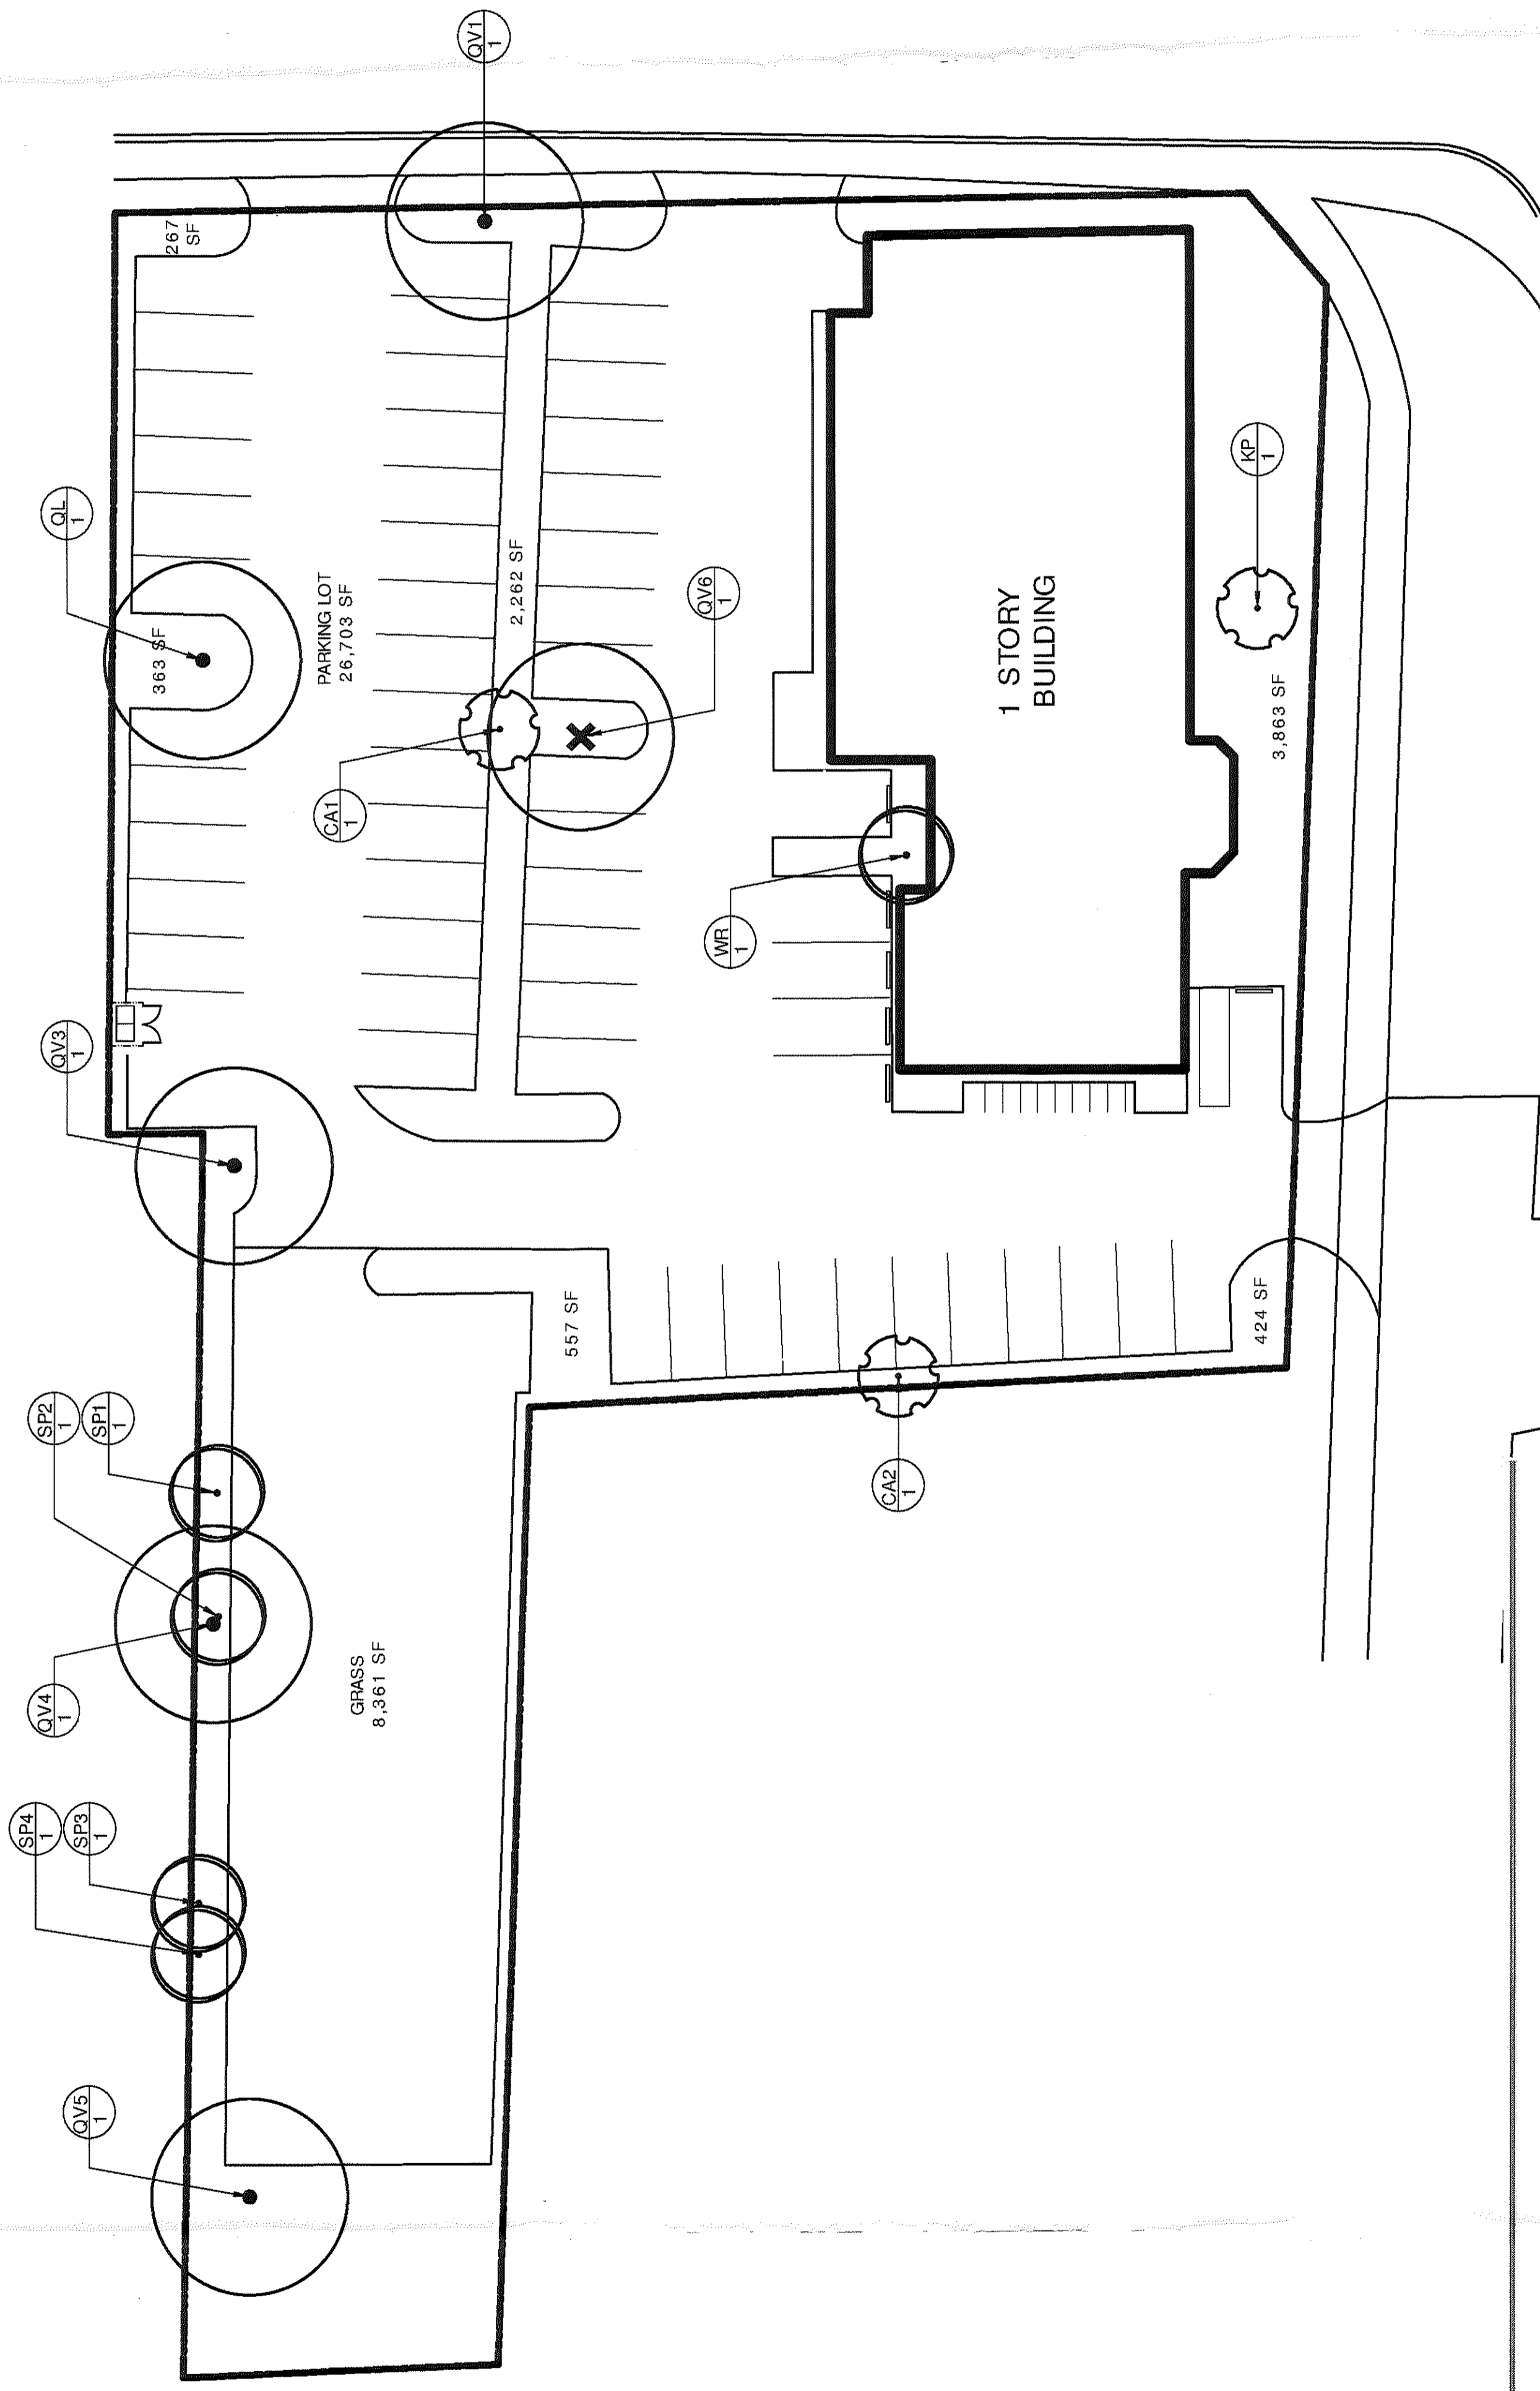 QV1
1
267
SF
QL
1
363 SF
PARKING LOT
26,703 SF
2,262 SF
QV6
1
CA1
1
KP
1
1 STORY
BUILDING
3,863 SF
WR
1
QV3
1
557 SF
424 SF
CA2
1
SP2
1
SP1
1
QV4
1
GRASS
8,361 SF
SP4
1
SP3
1
QV5
1